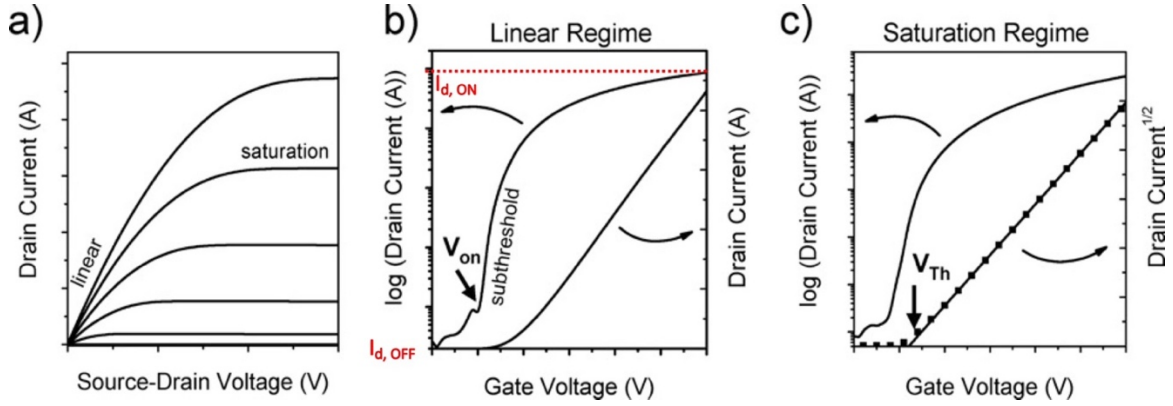 a)
Drain Current (A)
linear
saturation
Source-Drain Voltage (V)
b)
Linear Regime
log (Drain Current (A))
I_d, ON
V_on
subthreshold
I_d, OFF
Drain Current (A)
Gate Voltage (V)
c)
Saturation Regime
log (Drain Current (A))
V_Th
Drain Current^1/2
Gate Voltage (V)